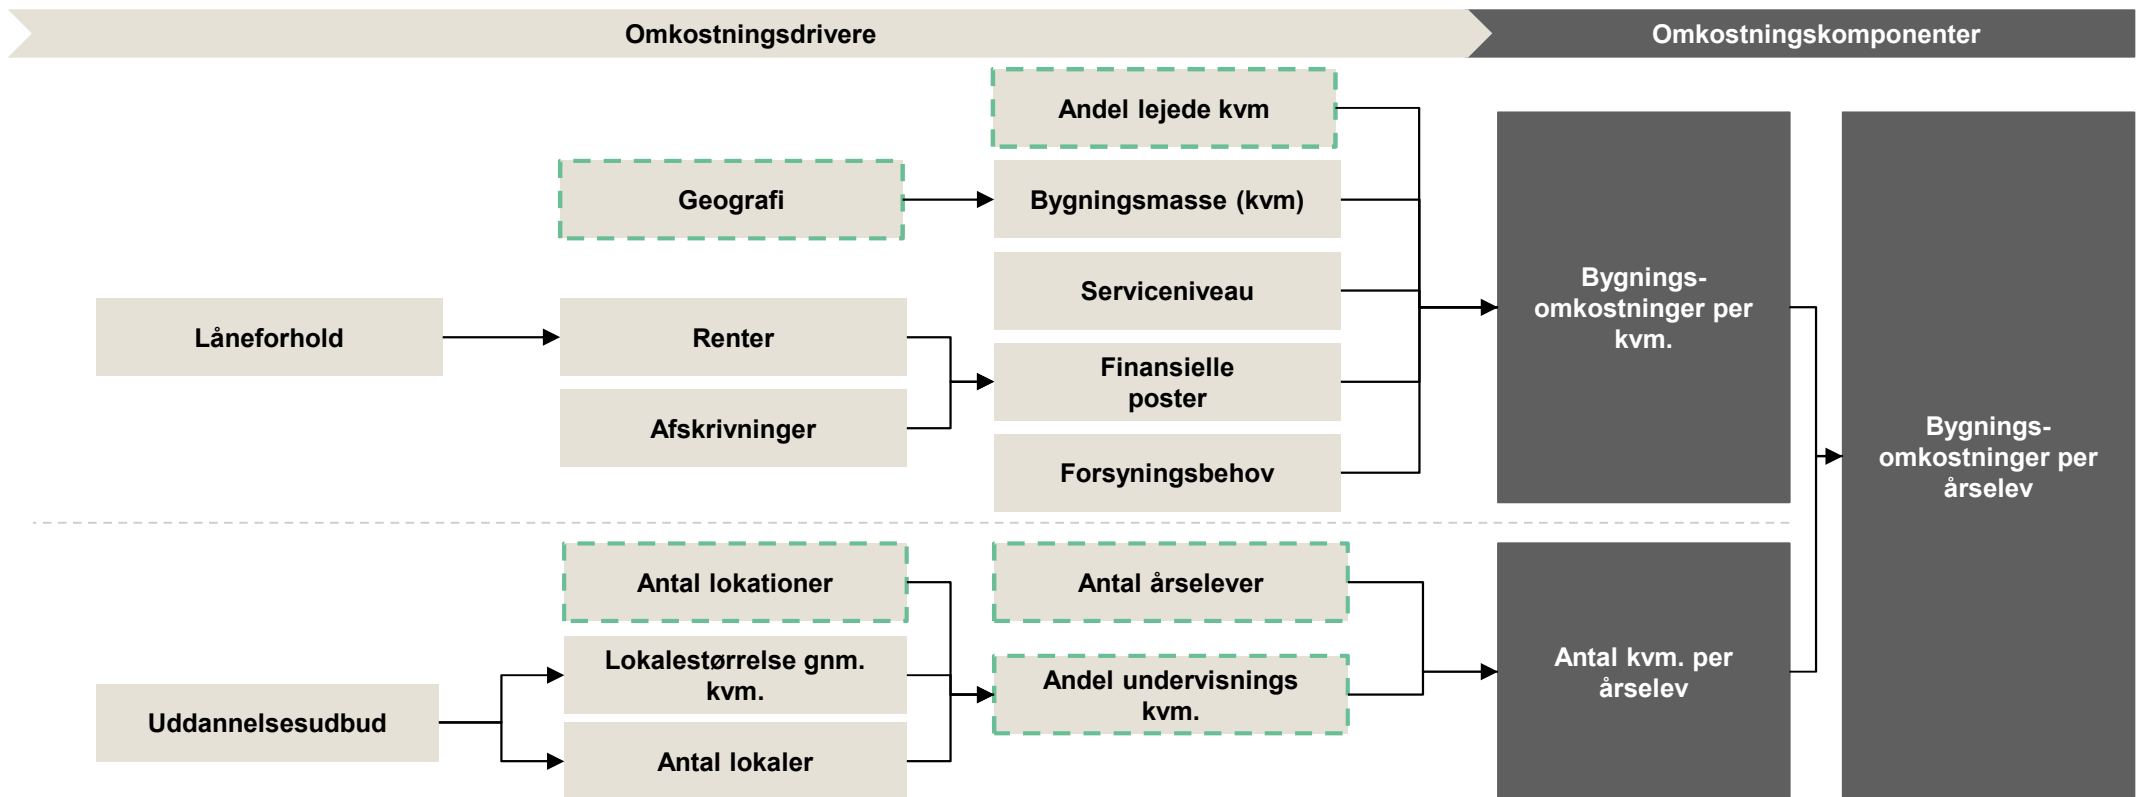 Omkostningsdrivere
Omkostningskomponenter
Andel lejede kvm
Geografi
Bygningsmasse (kvm)
Serviceniveau
Låneforhold
Renter
Finansielle
poster
Afskrivninger
Forsyningsbehov
Bygnings-
omkostninger per
kvm.
Bygnings-
omkostninger per
årselev
Antal lokationer
Antal årselever
Lokalestørrelse gnm.
kvm.
Andel undervisnings
kvm.
Uddannelsesudbud
Antal lokaler
Antal kvm. per
årselev